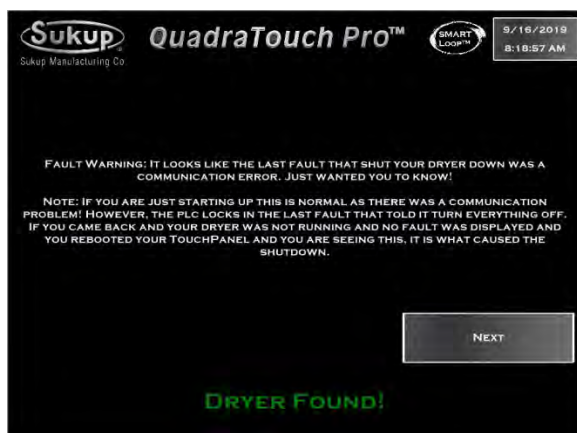 Sukup
Sukup Manufacturing Co
QuadraTouch Pro™
SMART
LOOP™
9/16/2019
8:18:57 AM
FAULT WARNING: IT LOOKS LIKE THE LAST FAULT THAT SHUT YOUR DRYER DOWN WAS A
COMMUNICATION ERROR. JUST WANTED YOU TO KNOW!
NOTE: IF YOU ARE JUST STARTING UP THIS IS NORMAL AS THERE WAS A COMMUNICATION
PROBLEM! HOWEVER, THE PLC LOCKS IN THE LAST FAULT THAT TOLD IT TURN EVERYTHING OFF.
IF YOU CAME BACK AND YOUR DRYER WAS NOT RUNNING AND NO FAULT WAS DISPLAYED AND
YOU REBOOTED YOUR TOUCHPANEL AND YOU ARE SEEING THIS, IT IS WHAT CAUSED THE
SHUTDOWN.
NEXT
DRYER FOUND!